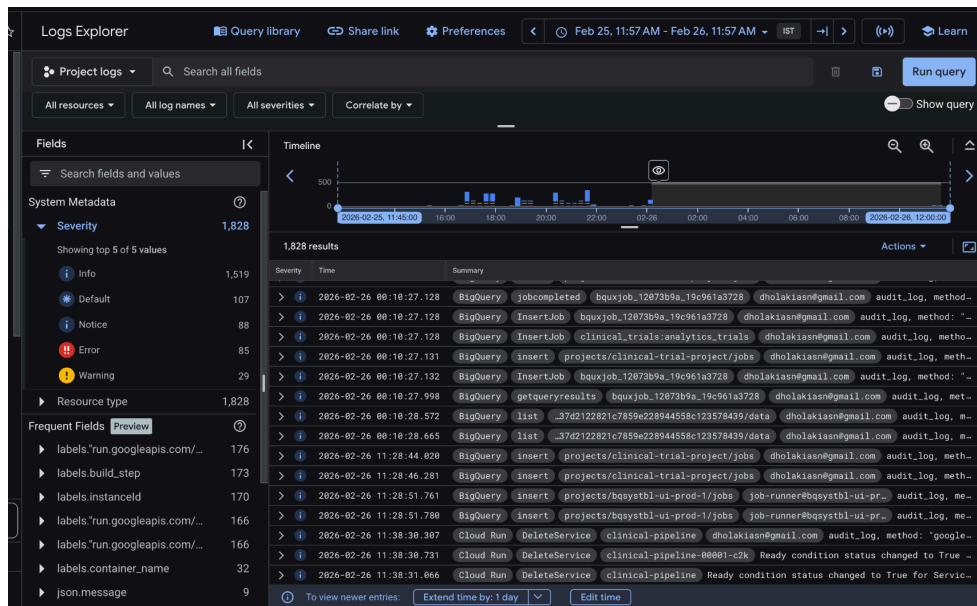 Logs Explorer
Query library
Share link
Preferences
Feb 25, 11:57 AM - Feb 26, 11:57 AM
IST
Learn
Project logs
Search all fields
Run query
All resources
All log names
All severities
Correlate by
Show query
Fields
Search fields and values
System Metadata
Severity 1,828
Showing top 5 of 5 values
Info 1,519
Default 107
Notice 88
Error 85
Warning 29
Resource type 1,828
Frequent Fields Preview
labels."run.googleapis.com/... 176
labels.build_step 173
labels.instanceId 170
labels."run.googleapis.com/... 166
labels."run.googleapis.com/... 166
labels.container_name 32
json.message 9
Timeline
500
0
2026-02-25, 11:45:00 16:00 18:00 20:00 22:00 02-26 02:00 04:00 06:00 08:00 2026-02-26, 12:00:00
1,828 results
Actions
Severity Time Summary
2026-02-26 00:10:27.128 BigQuery jobcompleted bquxjob_12073b9a_19c961a3728 dholakiasn@gmail.com audit_log, method…
2026-02-26 00:10:27.128 BigQuery InsertJob bquxjob_12073b9a_19c961a3728 dholakiasn@gmail.com audit_log, method: "…
2026-02-26 00:10:27.128 BigQuery InsertJob clinical_trials:analytics_trials dholakiasn@gmail.com audit_log, metho…
2026-02-26 00:10:27.131 BigQuery insert projects/clinical-trial-project/jobs dholakiasn@gmail.com audit_log, meth…
2026-02-26 00:10:27.132 BigQuery InsertJob bquxjob_12073b9a_19c961a3728 dholakiasn@gmail.com audit_log, method: "…
2026-02-26 00:10:27.998 BigQuery getqueryresults bquxjob_12073b9a_19c961a3728 dholakiasn@gmail.com audit_log, met…
2026-02-26 00:10:28.572 BigQuery list …37d2122821c7859e228944558c123578439/data dholakiasn@gmail.com audit_log, m…
2026-02-26 00:10:28.665 BigQuery list …37d2122821c7859e228944558c123578439/data dholakiasn@gmail.com audit_log, m…
2026-02-26 11:28:44.020 BigQuery insert projects/clinical-trial-project/jobs dholakiasn@gmail.com audit_log, meth…
2026-02-26 11:28:46.281 BigQuery insert projects/clinical-trial-project/jobs dholakiasn@gmail.com audit_log, meth…
2026-02-26 11:28:51.761 BigQuery insert projects/bqsystbl-ui-prod-1/jobs job-runner@bqsystbl-ui-pr… audit_log, me…
2026-02-26 11:28:51.780 BigQuery insert projects/bqsystbl-ui-prod-1/jobs job-runner@bqsystbl-ui-pr… audit_log, me…
2026-02-26 11:38:30.307 Cloud Run DeleteService clinical-pipeline dholakiasn@gmail.com audit_log, method: "google…
2026-02-26 11:38:30.731 Cloud Run DeleteService clinical-pipeline-00001-c2k Ready condition status changed to True …
2026-02-26 11:38:31.066 Cloud Run DeleteService clinical-pipeline Ready condition status changed to True for Servic…
To view newer entries: Extend time by: 1 day Edit time